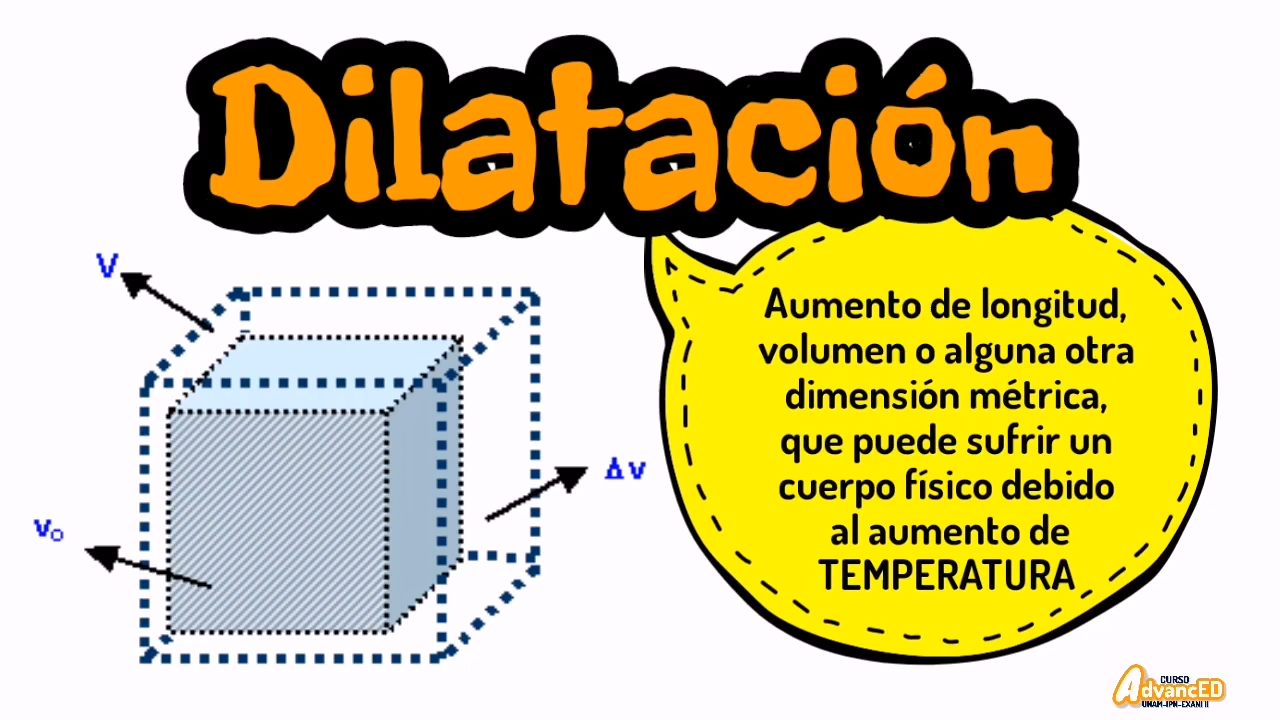 Dilatación
V
Δv
v₀
Aumento de longitud,
volumen o alguna otra
dimensión métrica,
que puede sufrir un
cuerpo físico debido
al aumento de
TEMPERATURA
CURSO
AdvancED
UNAM-IPN-EXANI II